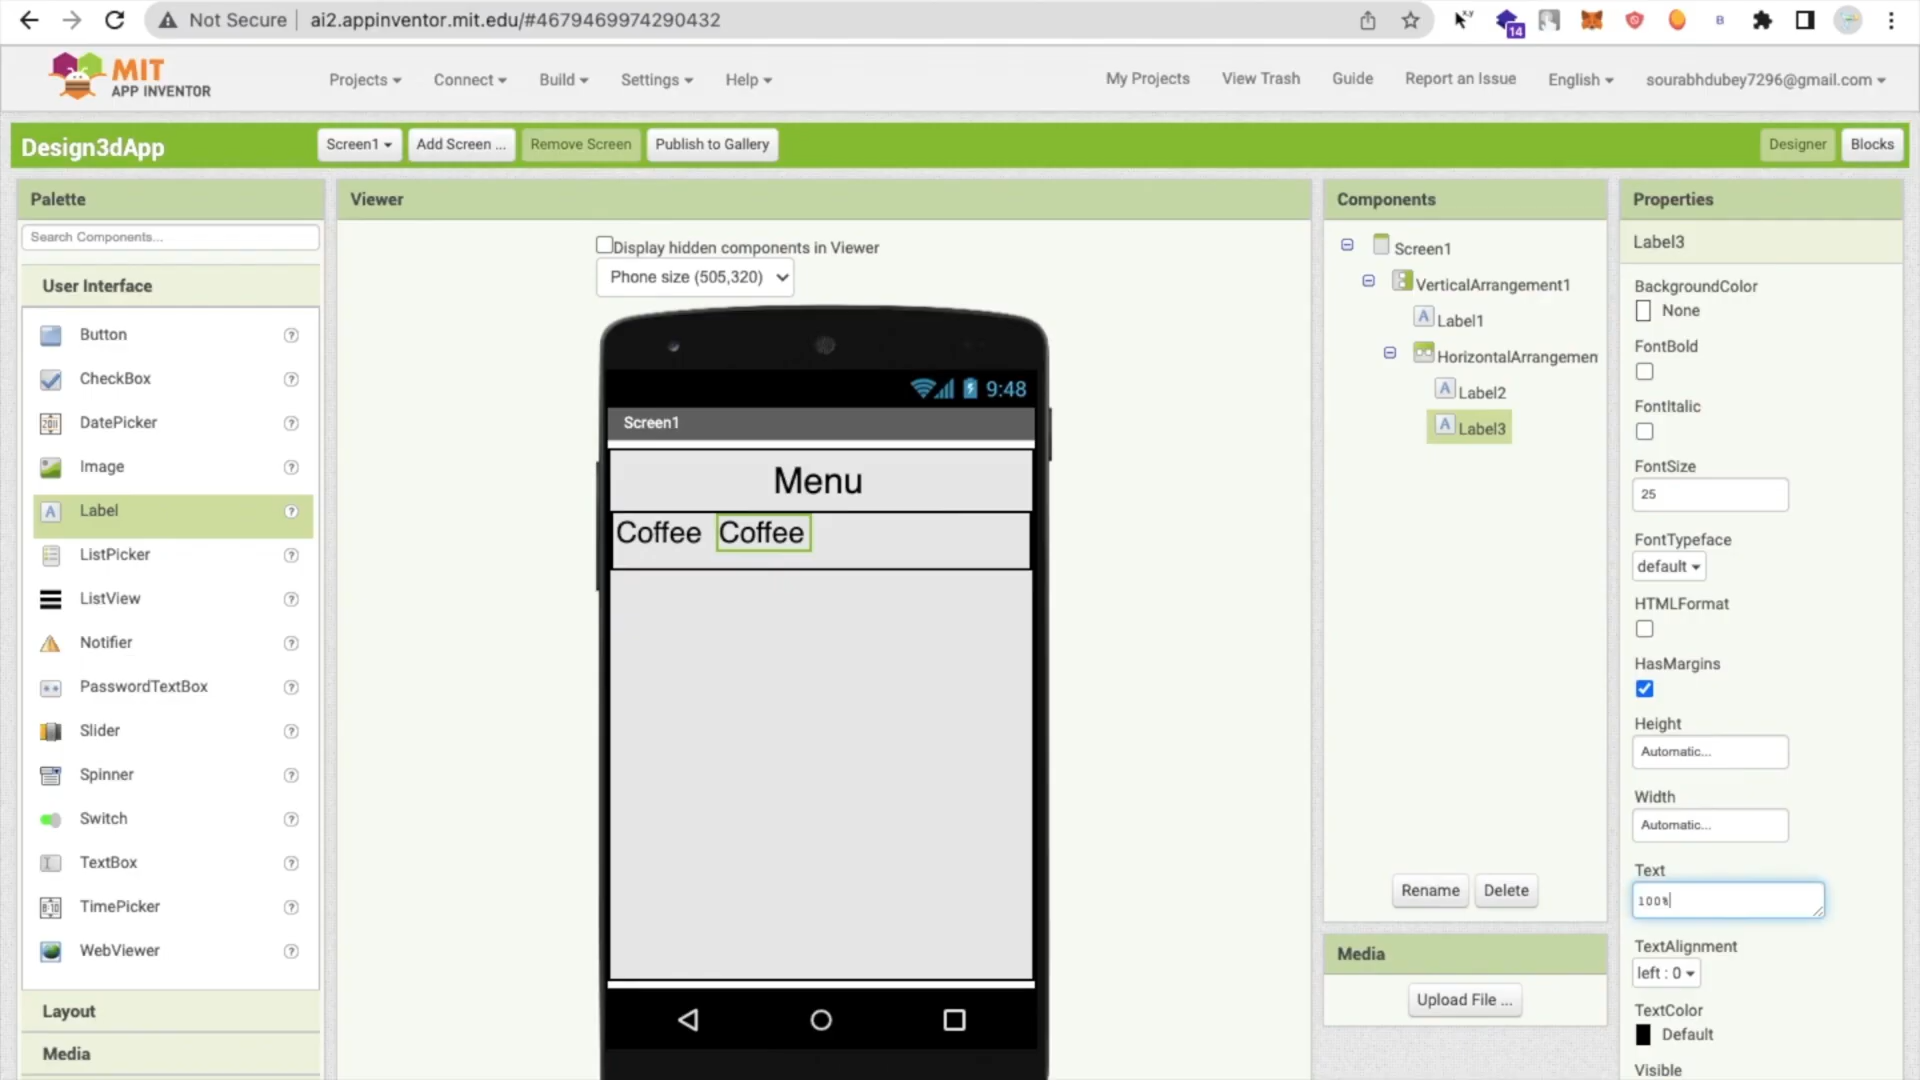 Not Secure
ai2.appinventor.mit.edu/#4679469974290432
14
B
MIT
APP INVENTOR
Projects
Connect
Build
Settings
Help
My Projects
View Trash
Guide
Report an Issue
English
sourabhdubey7296@gmail.com
Design3dApp
Screen1
Add Screen ...
Remove Screen
Publish to Gallery
Designer
Blocks
Palette
Search Components...
User Interface
Button
CheckBox
DatePicker
Image
Label
ListPicker
ListView
Notifier
PasswordTextBox
Slider
Spinner
Switch
TextBox
TimePicker
WebViewer
Layout
Media
Viewer
Display hidden components in Viewer
Phone size (505,320)
9:48
Screen1
Menu
Coffee Coffee
Components
Screen1
VerticalArrangement1
Label1
HorizontalArrangemen
Label2
Label3
Rename
Delete
Media
Upload File ...
Properties
Label3
BackgroundColor
None
FontBold
FontItalic
FontSize
25
FontTypeface
default
HTMLFormat
HasMargins
Height
Automatic...
Width
Automatic...
Text
100%
TextAlignment
left : 0
TextColor
Default
Visible